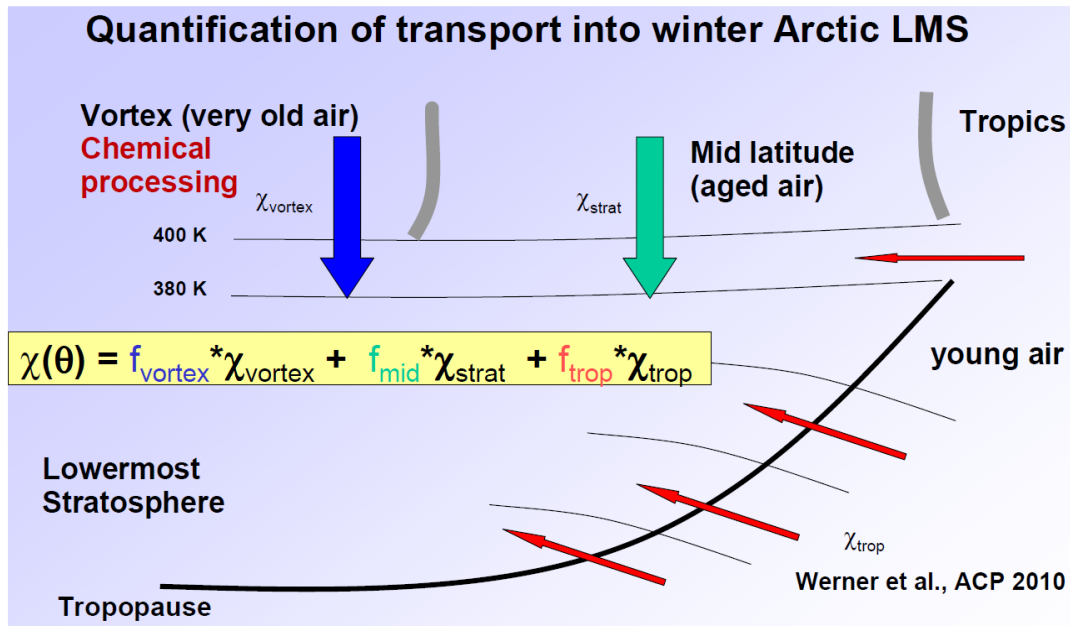 Quantification of transport into winter Arctic LMS
Vortex (very old air)
Chemical
processing
χvortex
χstrat
Mid latitude
(aged air)
Tropics
400 K
380 K
χ(θ) = fvortex*χvortex + fmid*χstrat + ftrop*χtrop
young air
Lowermost
Stratosphere
χtrop
Werner et al., ACP 2010
Tropopause